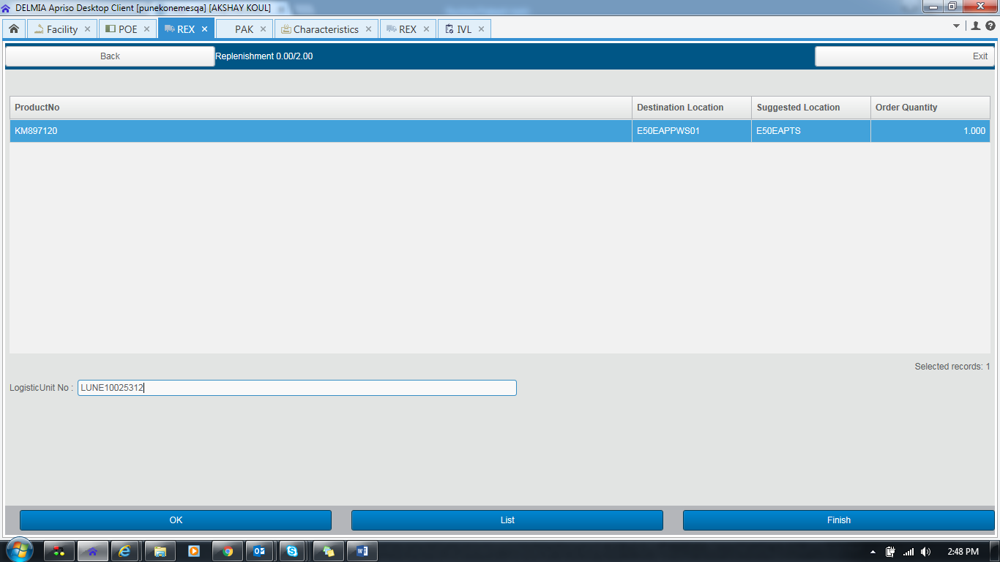 DELMIA Apriso Desktop Client [punekonemesqa] [AKSHAY KOUL]
Facility POE REX PAK Characteristics REX IVL
Back Replenishment 0.00/2.00 Exit
ProductNo Destination Location Suggested Location Order Quantity
KM897120 E50EAPPWS01 E50EAPTS 1.000
Selected records: 1
LogisticUnit No : LUNE10025312
OK List Finish
2:48 PM